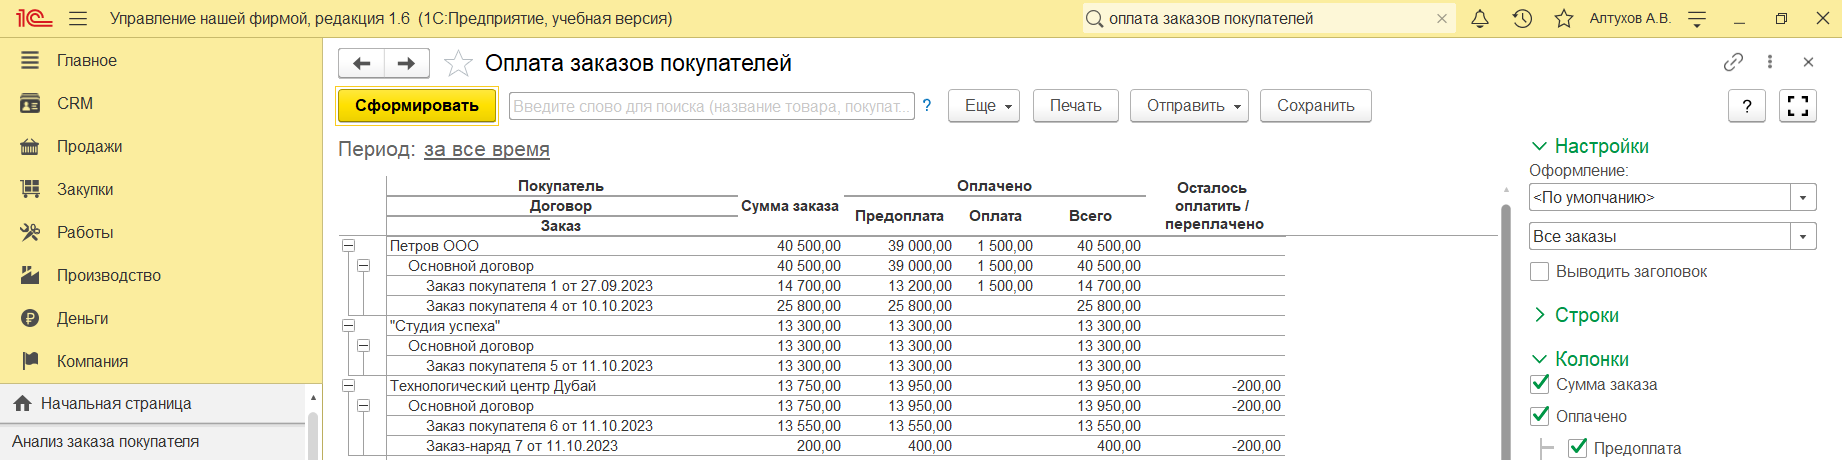 1С Управление нашей фирмой, редакция 1.6 (1С:Предприятие, учебная версия) оплата заказов покупателей Алтухов А.В.
Главное
CRM
Продажи
Закупки
Работы
Производство
Деньги
Компания
Начальная страница
Анализ заказа покупателя
Оплата заказов покупателей
Сформировать Введите слово для поиска (название товара, покупат... ? Еще Печать Отправить Сохранить ?
Период: за все время
Покупатель Сумма заказа Оплачено Осталось оплатить / переплачено
Договор Предоплата Оплата Всего
Заказ
Петров ООО 40 500,00 39 000,00 1 500,00 40 500,00
Основной договор 40 500,00 39 000,00 1 500,00 40 500,00
Заказ покупателя 1 от 27.09.2023 14 700,00 13 200,00 1 500,00 14 700,00
Заказ покупателя 4 от 10.10.2023 25 800,00 25 800,00 25 800,00
"Студия успеха" 13 300,00 13 300,00 13 300,00
Основной договор 13 300,00 13 300,00 13 300,00
Заказ покупателя 5 от 11.10.2023 13 300,00 13 300,00 13 300,00
Технологический центр Дубай 13 750,00 13 950,00 13 950,00 -200,00
Основной договор 13 750,00 13 950,00 13 950,00 -200,00
Заказ покупателя 6 от 11.10.2023 13 550,00 13 550,00 13 550,00
Заказ-наряд 7 от 11.10.2023 200,00 400,00 400,00 -200,00
Настройки
Оформление:
<По умолчанию>
Все заказы
Выводить заголовок
Строки
Колонки
Сумма заказа
Оплачено
Предоплата